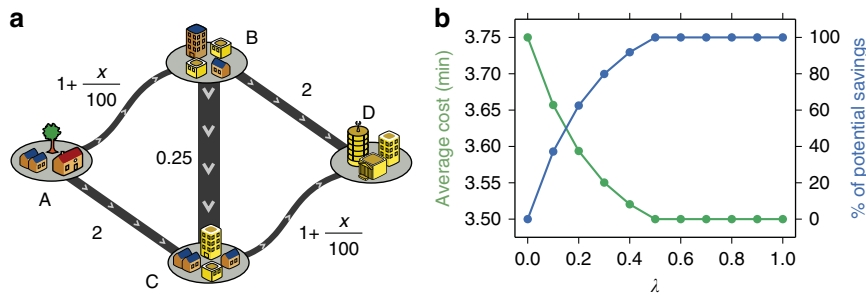 a
B
1+ x/100
2
D
0.25
A
2
1+ x/100
C
b
3.75
3.70
3.65
3.60
3.55
3.50
Average cost (min)
100
80
60
40
20
0
% of potential savings
0.0 0.2 0.4 0.6 0.8 1.0
λ